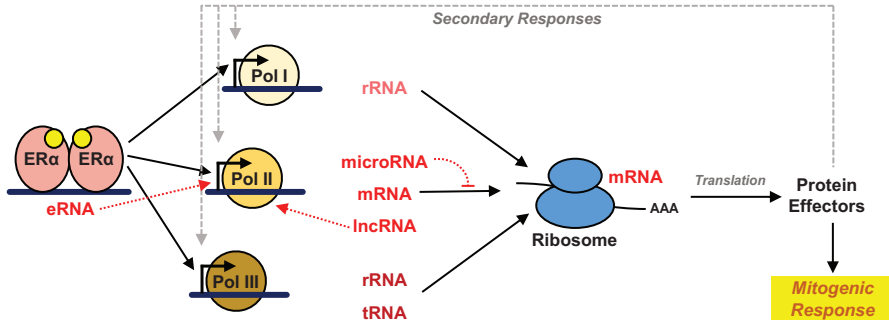 Secondary Responses
Pol I
rRNA
ERα ERα
eRNA
Pol II
microRNA
mRNA
lncRNA
mRNA
AAA
Ribosome
Translation
Protein
Effectors
Pol III
rRNA
tRNA
Mitogenic
Response